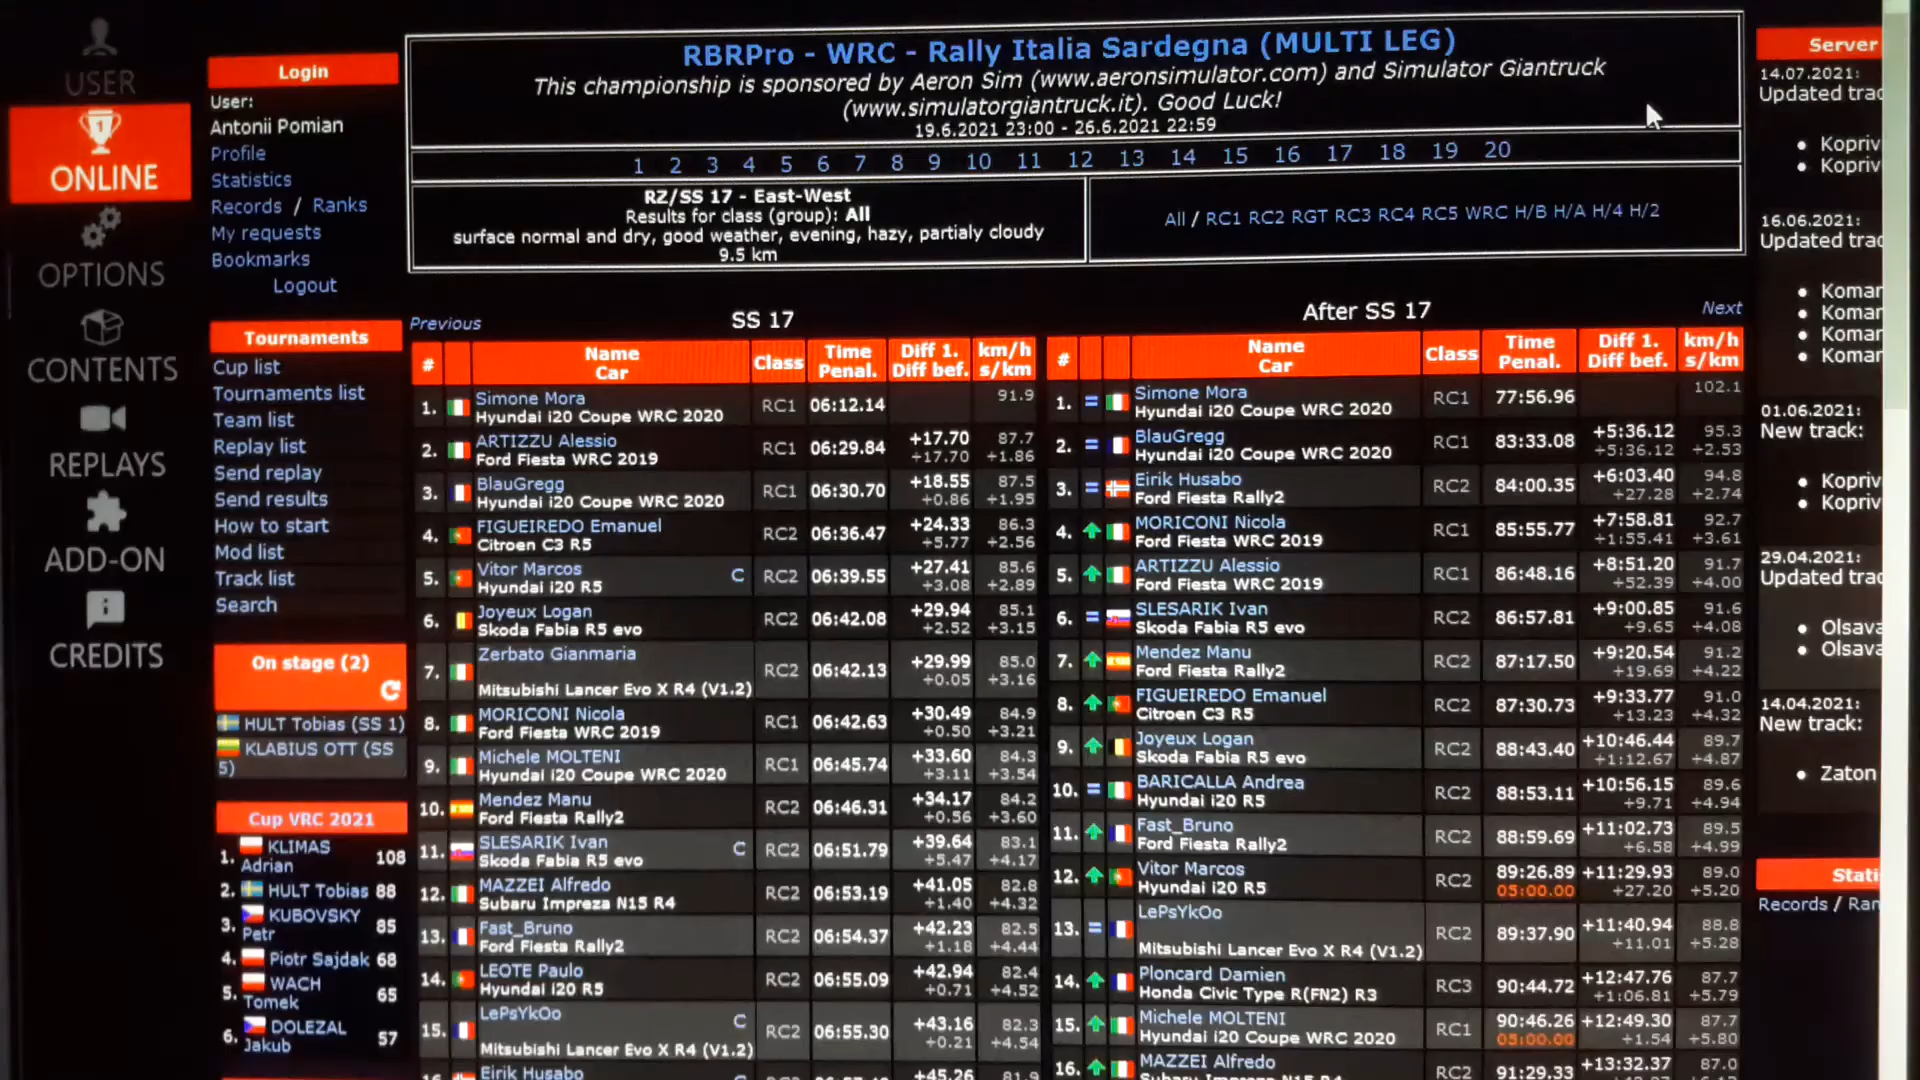 USER
ONLINE
OPTIONS
CONTENTS
REPLAYS
ADD-ON
CREDITS
Login
User:
Antonii Pomian
Profile
Statistics
Records / Ranks
My requests
Bookmarks
Logout
Tournaments
Cup list
Tournaments list
Team list
Replay list
Send replay
Send results
How to start
Mod list
Track list
Search
On stage (2)
HULT Tobias (SS 1)
KLABIUS OTT (SS
5)
Cup VRC 2021
1. KLIMAS Adrian 108
2. HULT Tobias 88
3. KUBOVSKY Petr 85
4. Piotr Sajdak 68
5. WACH Tomek 65
6. DOLEZAL Jakub 57
RBRPro - WRC - Rally Italia Sardegna (MULTI LEG)
This championship is sponsored by Aeron Sim (www.aeronsimulator.com) and Simulator Giantruck
(www.simulatorgiantruck.it). Good Luck!
19.6.2021 23:00 - 26.6.2021 22:59
1 2 3 4 5 6 7 8 9 10 11 12 13 14 15 16 17 18 19 20
RZ/SS 17 - East-West
Results for class (group): All
surface normal and dry, good weather, evening, hazy, partialy cloudy
9.5 km
All / RC1 RC2 RGT RC3 RC4 RC5 WRC H/B H/A H/4 H/2
Previous SS 17
# Name Class Time Diff 1. km/h
Car Penal. Diff bef. s/km
1. Simone Mora RC1 06:12.14 91.9
Hyundai i20 Coupe WRC 2020
2. ARTIZZU Alessio RC1 06:29.84 +17.70 87.7
Ford Fiesta WRC 2019 +17.70 +1.86
3. BlauGregg RC1 06:30.70 +18.55 87.5
Hyundai i20 Coupe WRC 2020 +0.86 +1.95
4. FIGUEIREDO Emanuel RC2 06:36.47 +24.33 86.3
Citroen C3 R5 +5.77 +2.56
5. Vitor Marcos C RC2 06:39.55 +27.41 85.6
Hyundai i20 R5 +3.08 +2.89
6. Joyeux Logan RC2 06:42.08 +29.94 85.1
Skoda Fabia R5 evo +2.52 +3.15
7. Zerbato Gianmaria RC2 06:42.13 +29.99 85.0
Mitsubishi Lancer Evo X R4 (V1.2) +0.05 +3.16
8. MORICONI Nicola RC1 06:42.63 +30.49 84.9
Ford Fiesta WRC 2019 +0.50 +3.21
9. Michele MOLTENI RC1 06:45.74 +33.60 84.3
Hyundai i20 Coupe WRC 2020 +3.11 +3.54
10. Mendez Manu RC2 06:46.31 +34.17 84.2
Ford Fiesta Rally2 +0.56 +3.60
11. SLESARIK Ivan C RC2 06:51.79 +39.64 83.1
Skoda Fabia R5 evo +5.47 +4.17
12. MAZZEI Alfredo RC2 06:53.19 +41.05 82.8
Subaru Impreza N15 R4 +1.40 +4.32
13. Fast_Bruno RC2 06:54.37 +42.23 82.5
Ford Fiesta Rally2 +1.18 +4.44
14. LEOTE Paulo RC2 06:55.09 +42.94 82.4
Hyundai i20 R5 +0.71 +4.52
15. LePsYkOo C RC2 06:55.30 +43.16 82.3
Mitsubishi Lancer Evo X R4 (V1.2) +0.21 +4.54
Eirik Husabo +45.26
After SS 17 Next
# Name Class Time Diff 1. km/h
Car Penal. Diff bef. s/km
1. = Simone Mora RC1 77:56.96 102.1
Hyundai i20 Coupe WRC 2020
2. = BlauGregg RC1 83:33.08 +5:36.12 95.3
Hyundai i20 Coupe WRC 2020 +5:36.12 +2.53
3. = Eirik Husabo RC2 84:00.35 +6:03.40 94.8
Ford Fiesta Rally2 +27.28 +2.74
4. MORICONI Nicola RC1 85:55.77 +7:58.81 92.7
Ford Fiesta WRC 2019 +1:55.41 +3.61
5. ARTIZZU Alessio RC1 86:48.16 +8:51.20 91.7
Ford Fiesta WRC 2019 +52.39 +4.00
6. = SLESARIK Ivan RC2 86:57.81 +9:00.85 91.6
Skoda Fabia R5 evo +9.65 +4.08
7. Mendez Manu RC2 87:17.50 +9:20.54 91.2
Ford Fiesta Rally2 +19.69 +4.22
8. FIGUEIREDO Emanuel RC2 87:30.73 +9:33.77 91.0
Citroen C3 R5 +13.23 +4.32
9. Joyeux Logan RC2 88:43.40 +10:46.44 89.7
Skoda Fabia R5 evo +1:12.67 +4.87
10. = BARICALLA Andrea RC2 88:53.11 +10:56.15 89.6
Hyundai i20 R5 +9.71 +4.94
11. Fast_Bruno RC2 88:59.69 +11:02.73 89.5
Ford Fiesta Rally2 +6.58 +4.99
12. Vitor Marcos RC2 89:26.89 +11:29.93 89.0
Hyundai i20 R5 05:00.00 +27.20 +5.20
13. = LePsYkOo RC2 89:37.90 +11:40.94 88.8
Mitsubishi Lancer Evo X R4 (V1.2) +11.01 +5.28
14. Ploncard Damien RC3 90:44.72 +12:47.76 87.7
Honda Civic Type R(FN2) R3 +1:06.81 +5.79
15. Michele MOLTENI RC1 90:46.26 +12:49.30 87.7
Hyundai i20 Coupe WRC 2020 05:00.00 +1.54 +5.80
16. MAZZEI Alfredo RC2 91:29.33 +13:32.37 87.0
Server
14.07.2021:
Updated trac
Kopriv
Kopriv
16.06.2021:
Updated trac
Komar
Komar
Komar
Komar
01.06.2021:
New track:
Kopriv
Kopriv
29.04.2021:
Updated trac
Olsava
Olsava
14.04.2021:
New track:
Zaton
Stati
Records / Ran